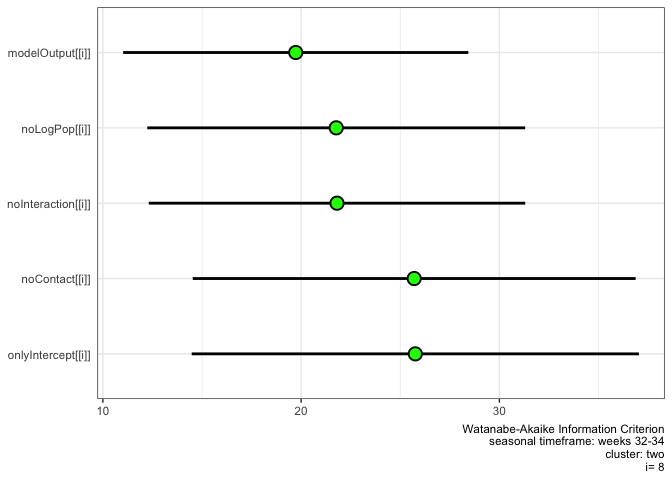 modelOutput[[i]]
noLogPop[[i]]
noInteraction[[i]]
noContact[[i]]
onlyIntercept[[i]]
10 20 30
Watanabe-Akaike Information Criterion
seasonal timeframe: weeks 32-34
cluster: two
i= 8